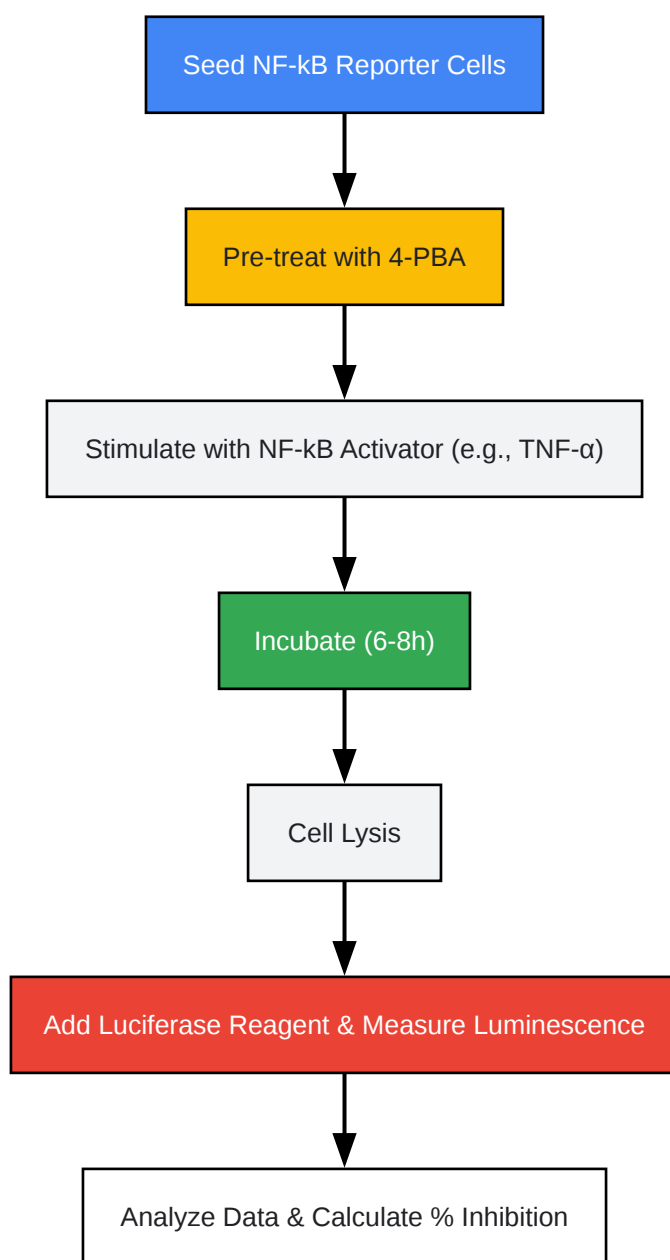 Seed NF-kB Reporter Cells
Pre-treat with 4-PBA
Stimulate with NF-kB Activator (e.g., TNF-α)
Incubate (6-8h)
Cell Lysis
Add Luciferase Reagent & Measure Luminescence
Analyze Data & Calculate % Inhibition